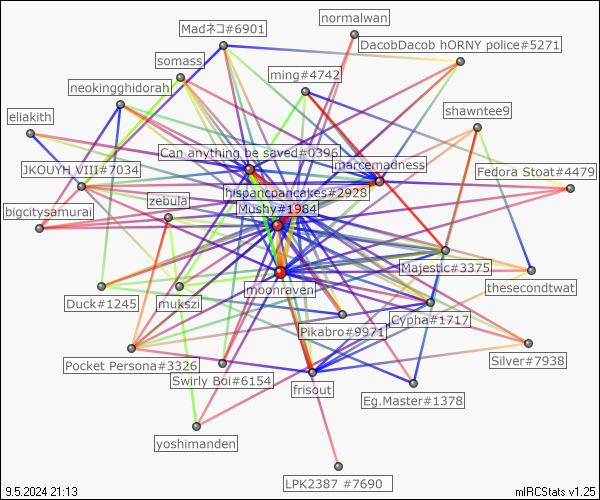 normalwan
Madネコ#6901
DacobDacob hORNY police#5271
somass
ming#4742
neokingghidorah
shawntee9
eliakith
Can anything be saved#0396
marcemadness
JKOUYH_VIII#7034
Fedora Stoat#4479
hispancpancakes#2928
zebula
Mushy#1984
bigcitysamurai
Majestic#3375
moonraven
thesecondtwat
Duck#1245
mukszi
Cypha#1717
Pikabro#9971
Silver#7938
Pocket Persona#3326
Swirly Boi#6154
frisout
Eg.Master#1378
yoshimanden
LPK2387 #7690
9.5.2024 21:13
mIRCStats v1.25